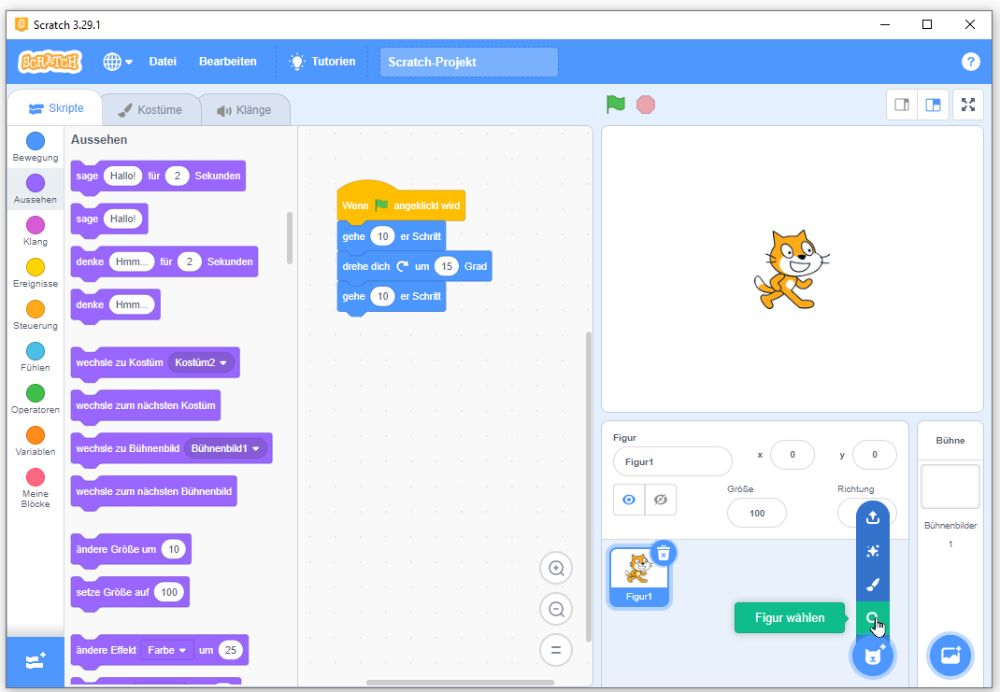 Scratch 3.29.1
SCRATCH
Datei
Bearbeiten
Tutorien
Scratch-Projekt
?
Skripte
Kostüme
Klänge
Bewegung
Aussehen
Klang
Ereignisse
Steuerung
Fühlen
Operatoren
Variablen
Meine
Blöcke
Aussehen
sage Hallo! für 2 Sekunden
sage Hallo!
denke Hmm... für 2 Sekunden
denke Hmm...
wechsle zu Kostüm Kostüm2
wechsle zum nächsten Kostüm
wechsle zu Bühnenbild Bühnenbild1
wechsle zum nächsten Bühnenbild
ändere Größe um 10
setze Größe auf 100
ändere Effekt Farbe um 25
Wenn angeklickt wird
gehe 10 er Schritt
drehe dich um 15 Grad
gehe 10 er Schritt
Figur
Figur1
x 0
y 0
Größe
100
Richtung
Figur1
Figur wählen
Bühne
Bühnenbilder
1